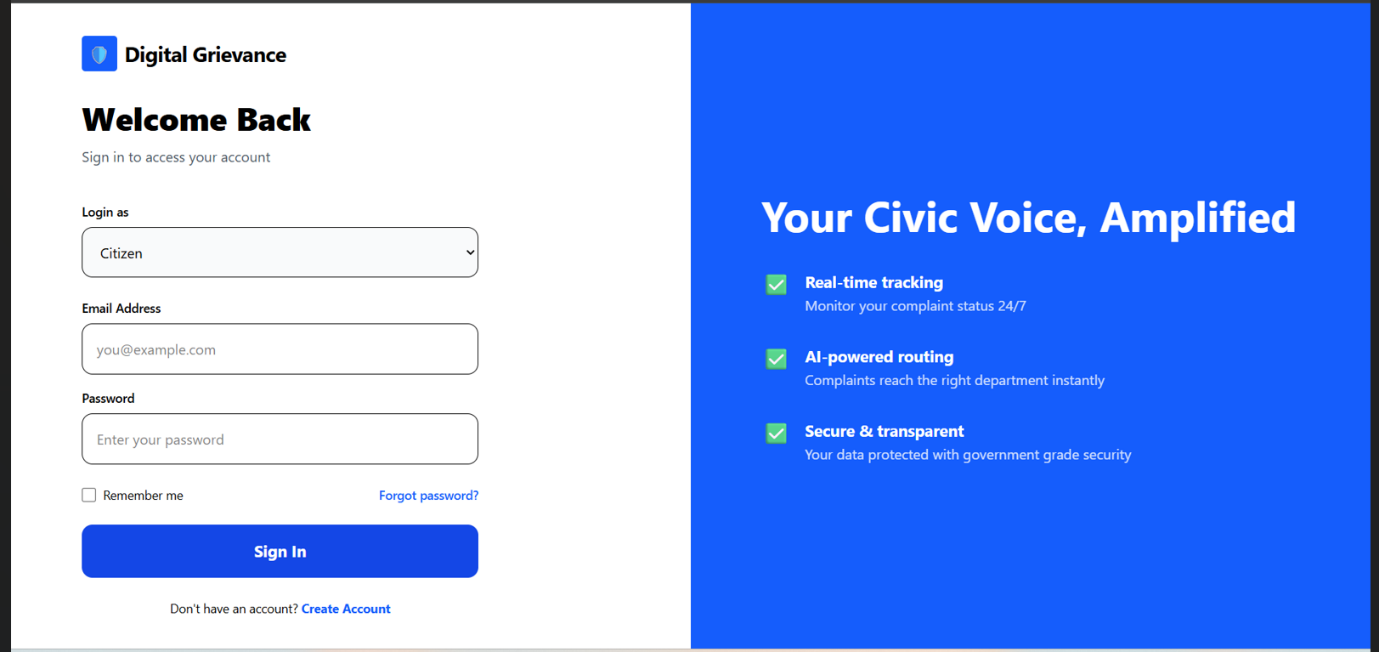 Digital Grievance
Welcome Back
Sign in to access your account
Login as
Citizen
Email Address
you@example.com
Password
Enter your password
Remember me
Forgot password?
Sign In
Don't have an account? Create Account
Your Civic Voice, Amplified
Real-time tracking
Monitor your complaint status 24/7
AI-powered routing
Complaints reach the right department instantly
Secure & transparent
Your data protected with government grade security